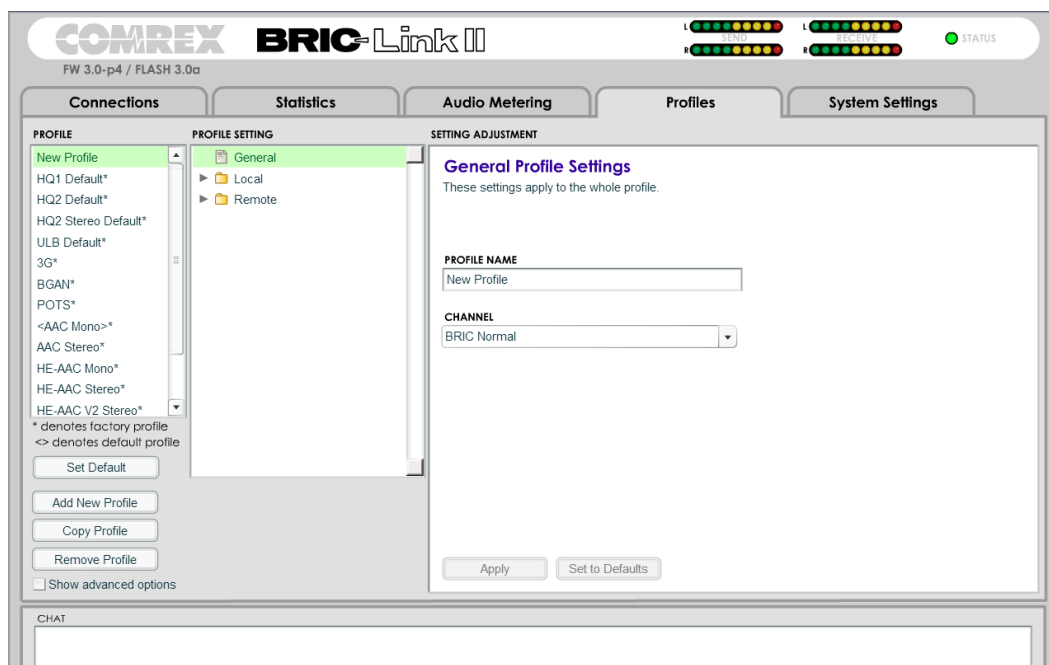 COMREX BRIC-Link II
L SEND R
L RECEIVE R
STATUS
FW 3.0-p4 / FLASH 3.0a
Connections
Statistics
Audio Metering
Profiles
System Settings
PROFILE
New Profile
HQ1 Default*
HQ2 Default*
HQ2 Stereo Default*
ULB Default*
3G*
BGAN*
POTS*
<AAC Mono>*
AAC Stereo*
HE-AAC Mono*
HE-AAC Stereo*
HE-AAC V2 Stereo*
* denotes factory profile
<> denotes default profile
Set Default
Add New Profile
Copy Profile
Remove Profile
Show advanced options
PROFILE SETTING
General
Local
Remote
SETTING ADJUSTMENT
General Profile Settings
These settings apply to the whole profile.
PROFILE NAME
New Profile
CHANNEL
BRIC Normal
Apply
Set to Defaults
CHAT